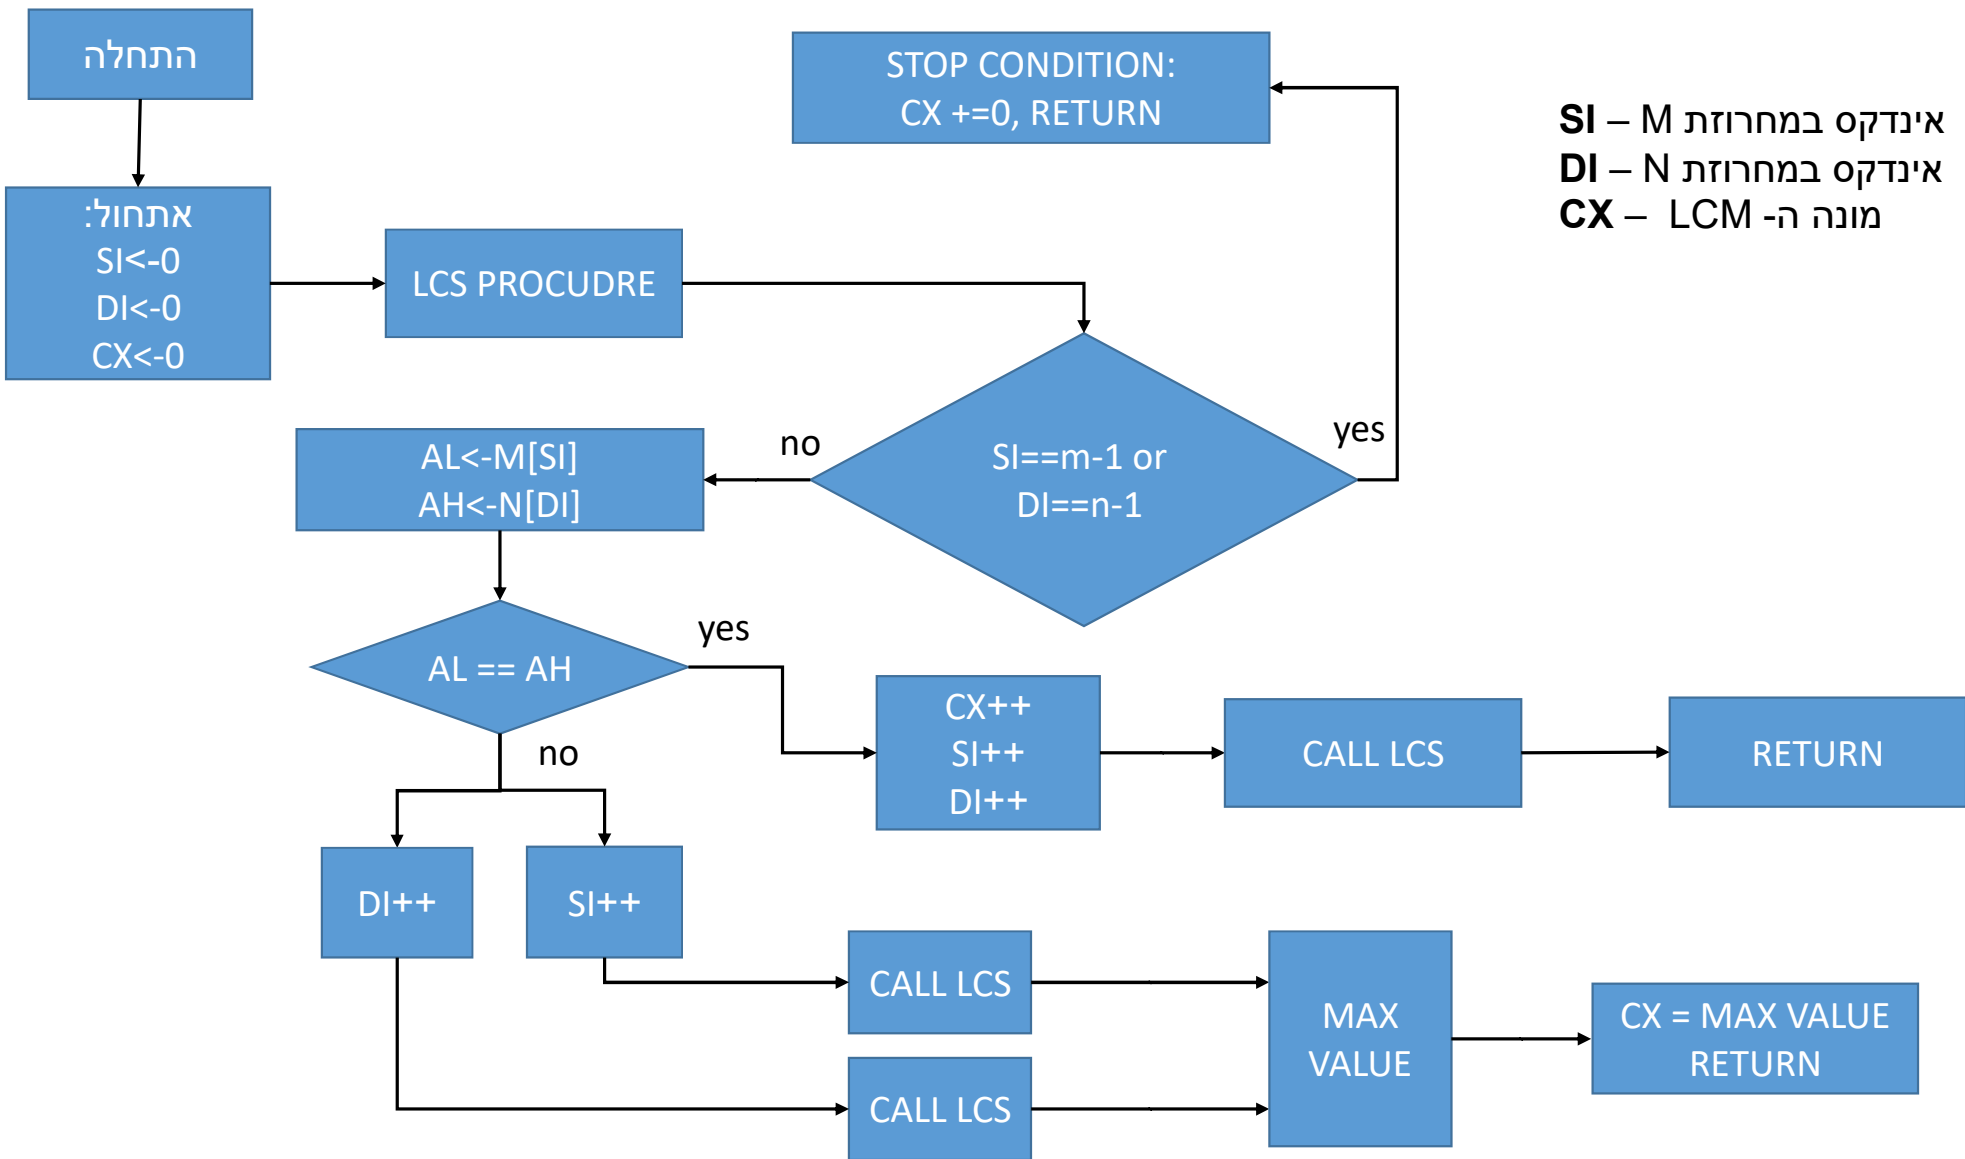 התחלה
אתחול:
SI<-0
DI<-0
CX<-0
LCS PROCUDRE
STOP CONDITION:
CX +=0, RETURN
SI – M אינדקס במחרוזת
DI – N אינדקס במחרוזת
CX – LCM -מונה ה
SI==m-1 or
DI==n-1
yes
no
AL<-M[SI]
AH<-N[DI]
AL == AH
yes
no
CX++
SI++
DI++
CALL LCS
RETURN
DI++
SI++
CALL LCS
CALL LCS
MAX
VALUE
CX = MAX VALUE
RETURN